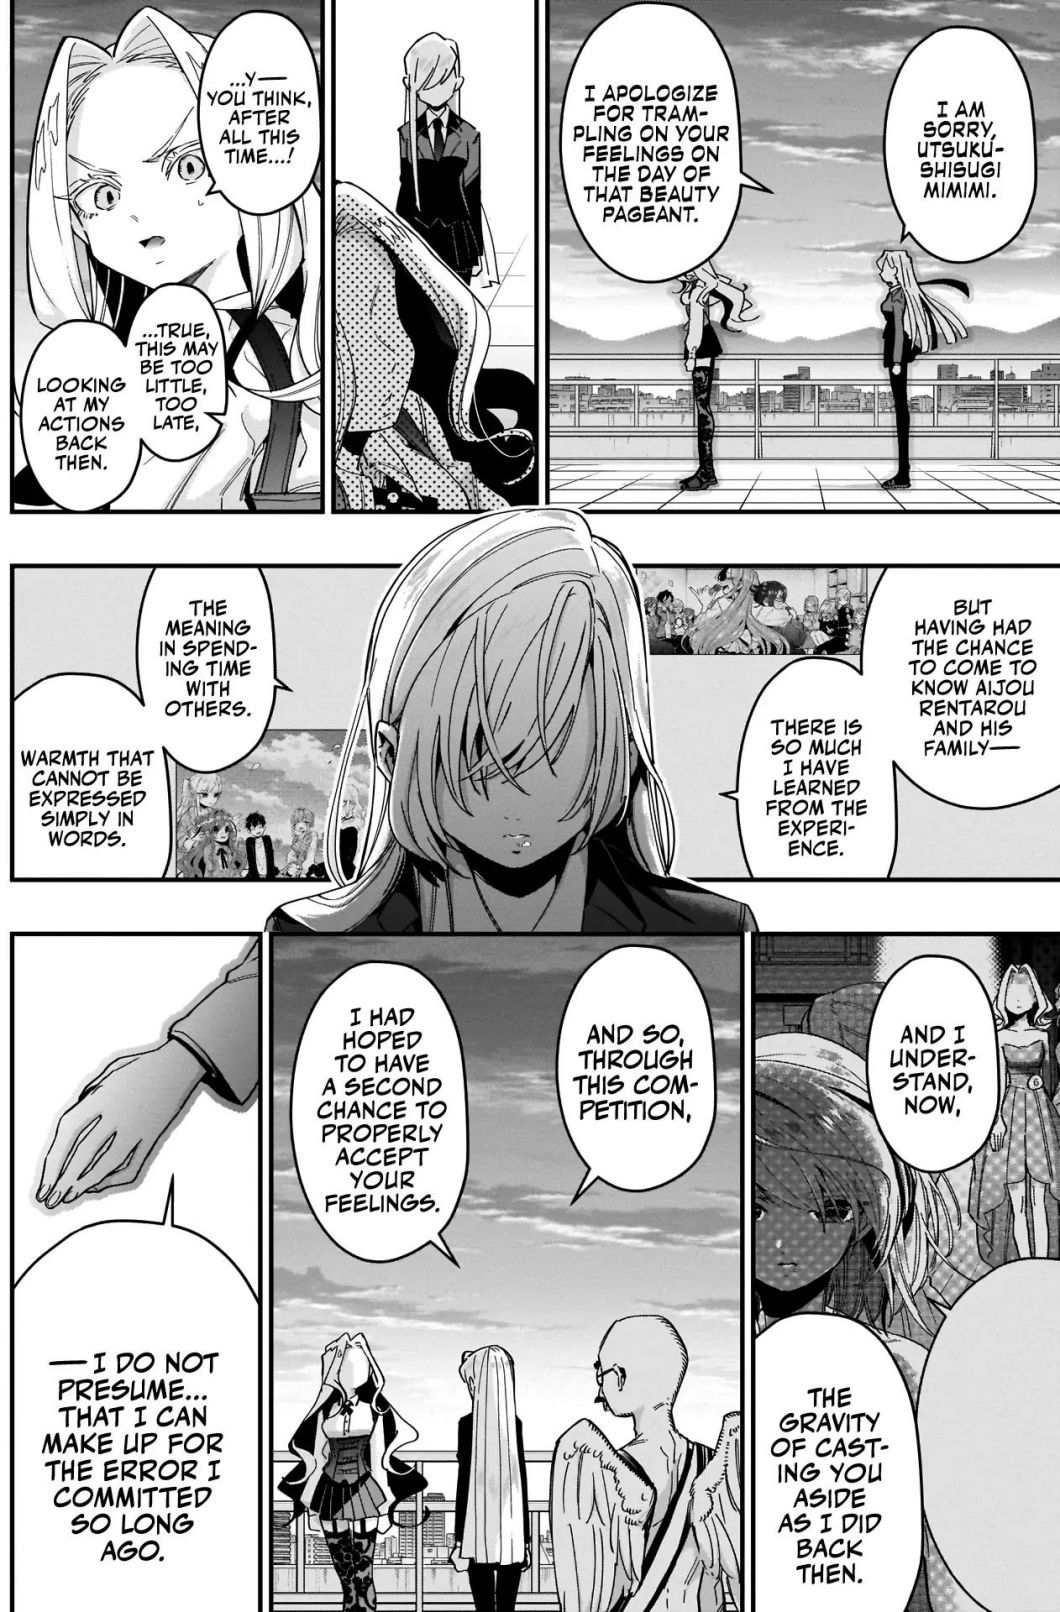 I AM
SORRY,
UTSUKU-
SHISUGI
MIMIMI.
I APOLOGIZE
FOR TRAM-
PLING ON YOUR
FEELINGS ON
THE DAY OF
THAT BEAUTY
PAGEANT.
...Y—
YOU THINK,
AFTER
ALL THIS
TIME...!
...TRUE,
THIS MAY
BE TOO
LITTLE,
TOO
LATE,
LOOKING
AT MY
ACTIONS
BACK
THEN.
BUT
HAVING HAD
THE CHANCE
TO COME TO
KNOW AIJOU
RENTAROU
AND HIS
FAMILY—
THERE IS
SO MUCH
I HAVE
LEARNED
FROM THE
EXPERI-
ENCE.
THE
MEANING
IN SPEND-
ING TIME
WITH
OTHERS.
WARMTH THAT
CANNOT BE
EXPRESSED
SIMPLY IN
WORDS.
AND I
UNDER-
STAND,
NOW,
THE
GRAVITY
OF CAST-
ING YOU
ASIDE
AS I DID
BACK
THEN.
AND SO,
THROUGH
THIS COM-
PETITION,
I HAD
HOPED
TO HAVE
A SECOND
CHANCE TO
PROPERLY
ACCEPT
YOUR
FEELINGS.
—I DO NOT
PRESUME...
THAT I CAN
MAKE UP FOR
THE ERROR I
COMMITTED
SO LONG
AGO.